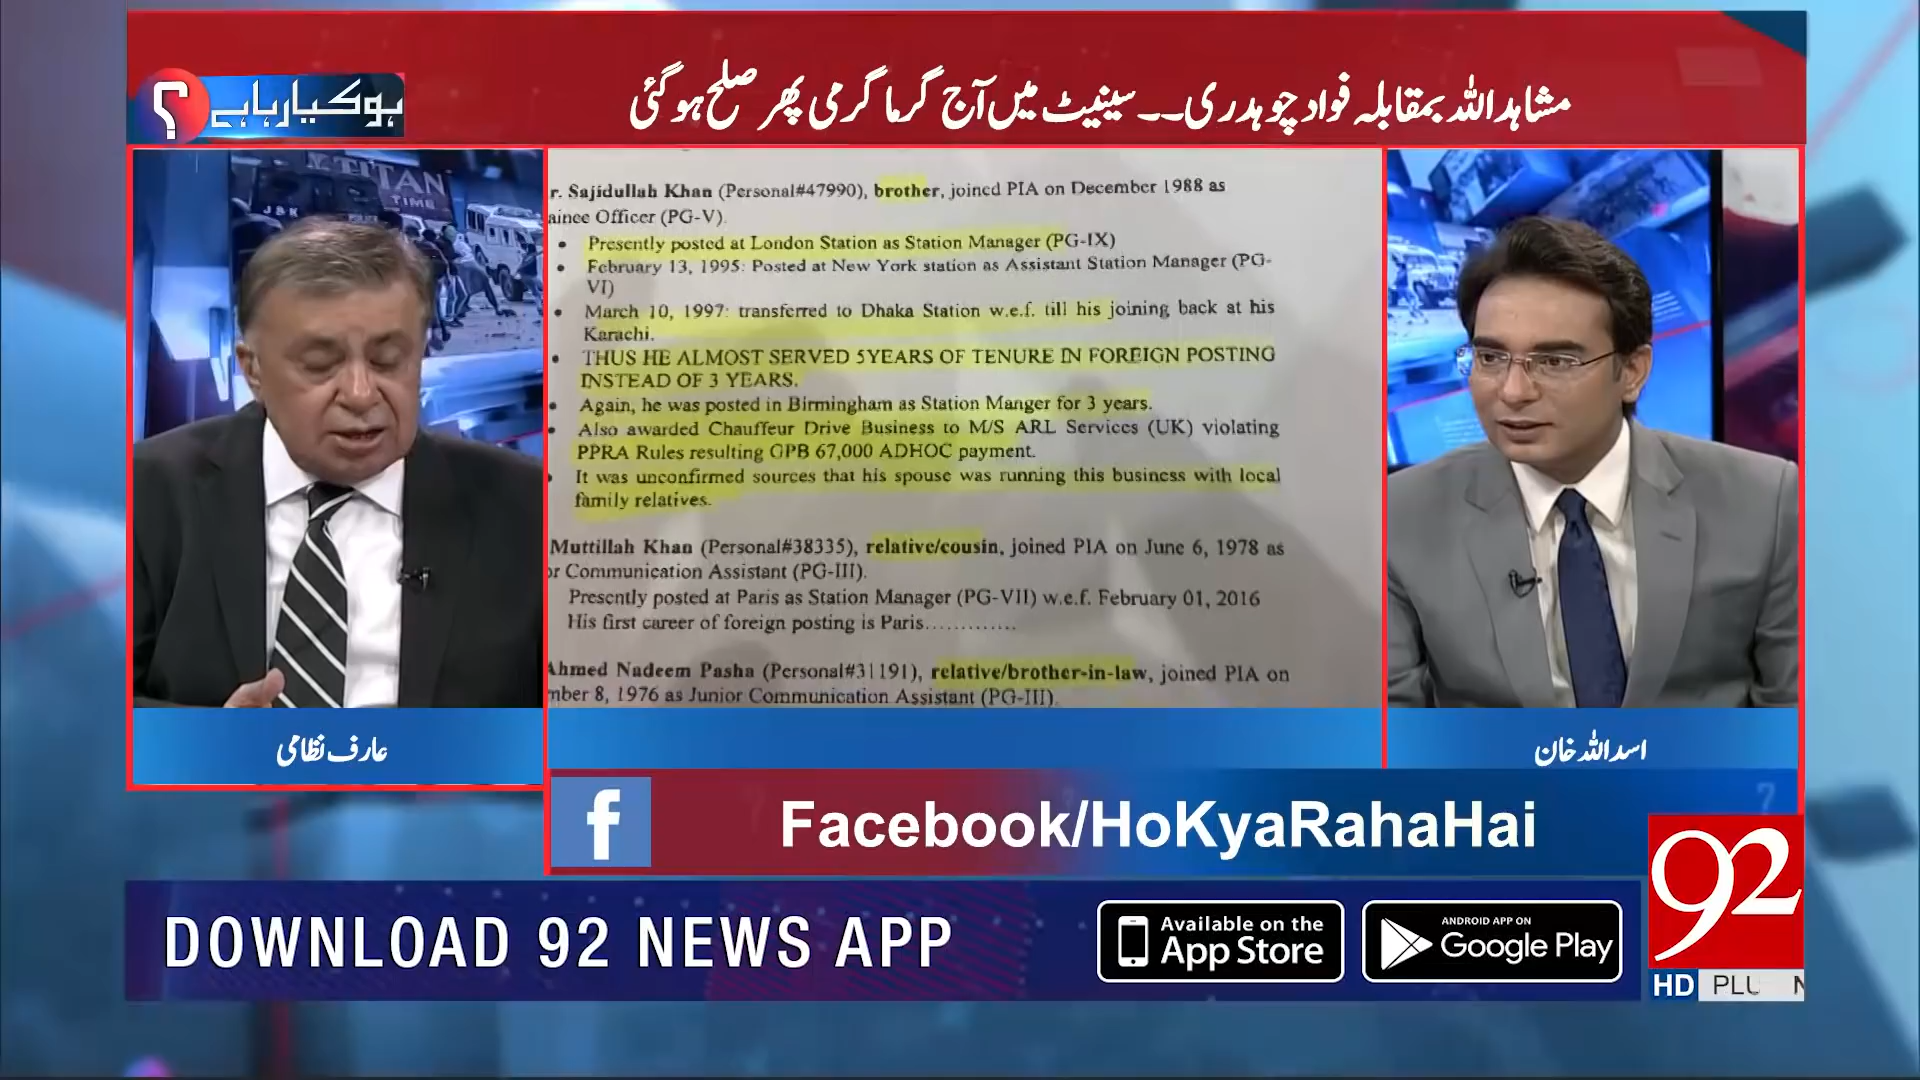 مشاہد اللہ بمقابلہ فواد چوہدری۔۔ سینیٹ میں آج گرما گرمی پھر صلح ہو گئی
ہو کیا رہا ہے ؟
TITAN
TIME
J&K
r. Sajidullah Khan (Personal#47990), brother, joined PIA on December 1988 as
ainee Officer (PG-V).
• Presently posted at London Station as Station Manager (PG-IX)
• February 13, 1995: Posted at New York station as Assistant Station Manager (PG-
VI)
• March 10, 1997: transferred to Dhaka Station w.e.f. till his joining back at his
Karachi.
• THUS HE ALMOST SERVED 5YEARS OF TENURE IN FOREIGN POSTING
INSTEAD OF 3 YEARS.
• Again, he was posted in Birmingham as Station Manger for 3 years.
• Also awarded Chauffeur Drive Business to M/S ARL Services (UK) violating
PPRA Rules resulting GPB 67,000 ADHOC payment.
• It was unconfirmed sources that his spouse was running this business with local
family relatives.
Muttillah Khan (Personal#38335), relative/cousin, joined PIA on June 6, 1978 as
or Communication Assistant (PG-III).
Presently posted at Paris as Station Manager (PG-VII) w.e.f. February 01, 2016
His first career of foreign posting is Paris.............
Ahmed Nadeem Pasha (Personal#31191), relative/brother-in-law, joined PIA on
mber 8, 1976 as Junior Communication Assistant (PG-III).
عارف نظامی
اسد اللہ خان
f Facebook/HoKyaRahaHai
DOWNLOAD 92 NEWS APP
Available on the
App Store
ANDROID APP ON
Google Play
92
HD PLU N